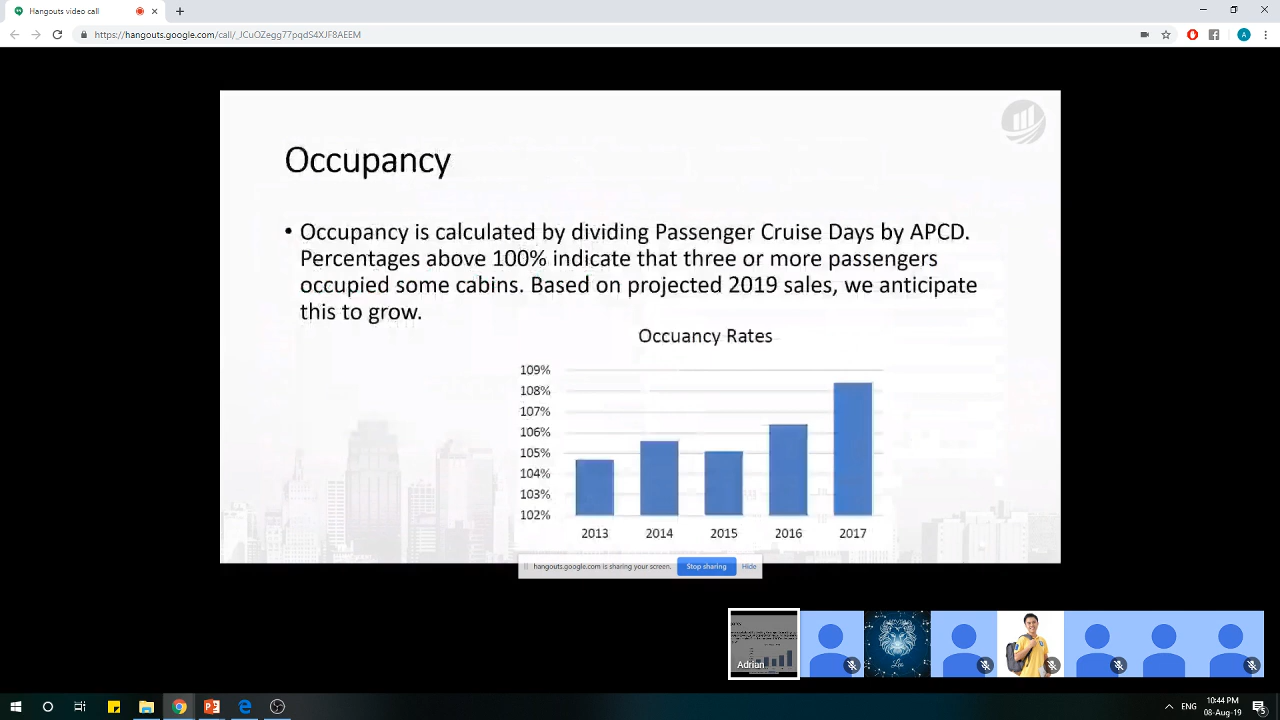 Hangouts video call
https://hangouts.google.com/call/_JCuOZegg77pqdS4XJF8AEEM
A
Occupancy
• Occupancy is calculated by dividing Passenger Cruise Days by APCD.
Percentages above 100% indicate that three or more passengers
occupied some cabins. Based on projected 2019 sales, we anticipate
this to grow.
Occuancy Rates
109%
108%
107%
106%
105%
104%
103%
102%
2013 2014 2015 2016 2017
hangouts.google.com is sharing your screen. Stop sharing Hide
Adrian
Leo
ENG
10:44 PM
08-Aug-19